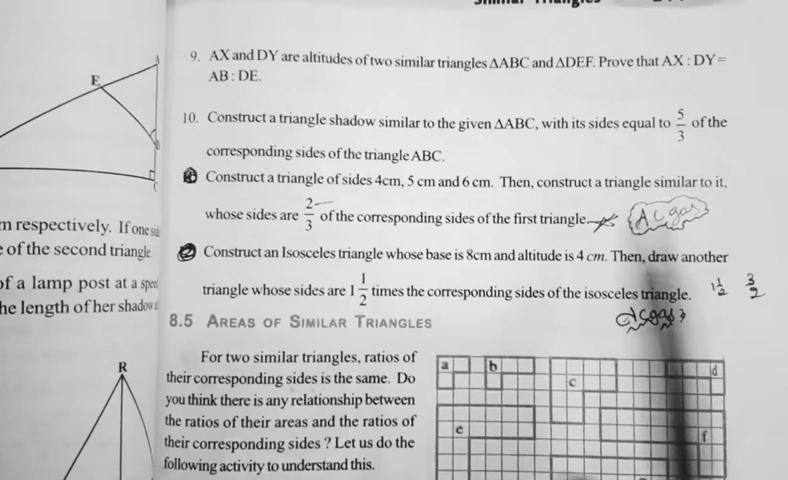 9. AX and DY are altitudes of two similar triangles ΔABC and ΔDEF. Prove that AX : DY =
AB : DE.
10. Construct a triangle shadow similar to the given ΔABC, with its sides equal to 5/3 of the
corresponding sides of the triangle ABC.
Construct a triangle of sides 4cm, 5 cm and 6 cm. Then, construct a triangle similar to it,
whose sides are 2/3 of the corresponding sides of the first triangle.
Construct an Isosceles triangle whose base is 8cm and altitude is 4 cm. Then, draw another
triangle whose sides are 1 1/2 times the corresponding sides of the isosceles triangle. 1 1/2 3/2
8.5 AREAS OF SIMILAR TRIANGLES
For two similar triangles, ratios of
their corresponding sides is the same. Do
you think there is any relationship between
the ratios of their areas and the ratios of
their corresponding sides ? Let us do the
following activity to understand this.
a b c d
e f
E
C
m respectively. If one
of the second triangle
of a lamp post at a
he length of her shadow
R